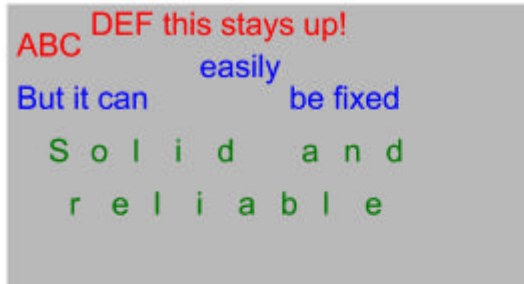 ABC DEF this stays up!
But it can easily be fixed
S o l i d   a n d
r e l i a b l e